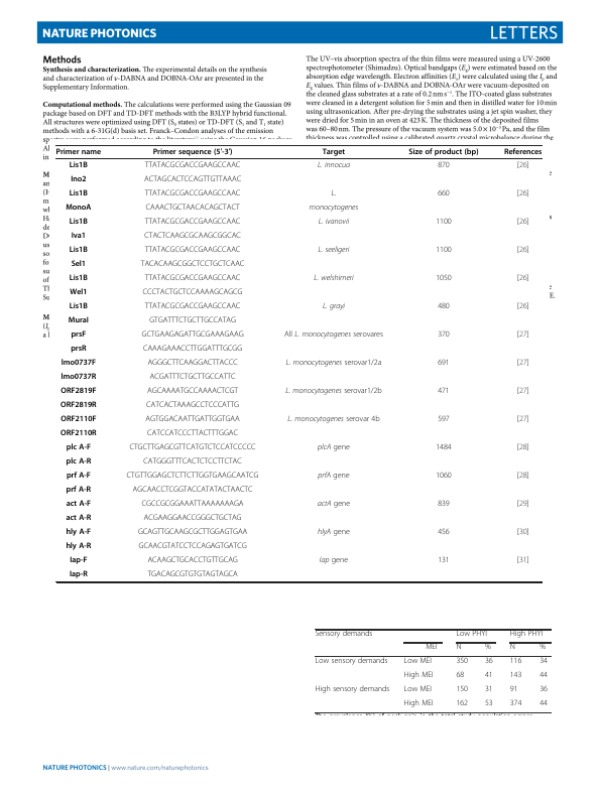 NATURE PHOTONICS LETTERS
Methods
Synthesis and characterization. The experimental details on the synthesis
and characterization of ν-DABNA and DOBNA-OAr are presented in the
Supplementary Information.
Computational methods. The calculations were performed using the Gaussian 09
package based on DFT and TD-DFT methods with the B3LYP hybrid functional.
All structures were optimized using DFT (S₀ states) or TD-DFT (S₁ and T₁ state)
methods with a 6-31G(d) basis set. Franck–Condon analyses of the emission
The UV–vis absorption spectra of the thin films were measured using a UV-2600
spectrophotometer (Shimadzu). Optical bandgaps (Eg) were estimated based on the
absorption edge wavelength. Electron affinities (Ea) were calculated using the Ip and
Eg values. Thin films of ν-DABNA and DOBNA-OAr were vacuum-deposited on
the cleaned glass substrates at a rate of 0.2 nm s⁻¹. The ITO-coated glass substrates
were cleaned in a detergent solution for 5 min and then in distilled water for 10 min
using ultrasonication. After pre-drying the substrates using a jet spin washer, they
were dried for 5 min in an oven at 423 K. The thickness of the deposited films
was 60–80 nm. The pressure of the vacuum system was 5.0 × 10⁻⁵ Pa, and the film
thickness was controlled using a calibrated quartz crystal microbalance during the
Primer name Primer sequence (5'-3') Target Size of product (bp) References
Lis1B TTATACGCGACCGAAGCCAAC L. innocua 870 [26]
Ino2 ACTAGCACTCCAGTTGTTAAAC
Lis1B TTATACGCGACCGAAGCCAAC L. 660 [26]
MonoA CAAACTGCTAACACAGCTACT monocytogenes
Lis1B TTATACGCGACCGAAGCCAAC L. ivanovii 1100 [26]
Iva1 CTACTCAAGCGCAAGCGGCAC
Lis1B TTATACGCGACCGAAGCCAAC L. seeligeri 1100 [26]
Sel1 TACACAAGCGGCTCCTGCTCAAC
Lis1B TTATACGCGACCGAAGCCAAC L. welshimeri 1050 [26]
Wel1 CCCTACTGCTCCAAAAGCAGCG
Lis1B TTATACGCGACCGAAGCCAAC L. grayi 480 [26]
Mural GTGATTTCTGCTTGCCATAG
prsF GCTGAAGAGATTGCGAAAGAAG All L. monocytogenes serovares 370 [27]
prsR CAAAGAAACCTTGGATTTGCGG
lmo0737F AGGGCTTCAAGGACTTACCC L. monocytogenes serovar1/2a 691 [27]
lmo0737R ACGATTTCTGCTTGCCATTC
ORF2819F AGCAAAATGCCAAAACTCGT L. monocytogenes serovar1/2b 471 [27]
ORF2819R CATCACTAAAGCCTCCCATTG
ORF2110F AGTGGACAATTGATTGGTGAA L. monocytogenes serovar 4b 597 [27]
ORF2110R CATCCATCCCTTACTTTGGAC
plc A-F CTGCTTGAGCGTTCATGTCTCCATCCCCC plcA gene 1484 [28]
plc A-R CATGGGTTTCACTCTCCTTCTAC
prf A-F CTGTTGGAGCTCTTCTTGGTGAAGCAATCG prfA gene 1060 [28]
prf A-R AGCAACCTCGGTACCATATACTAACTC
act A-F CGCCGCGGAAATTAAAAAAAGA actA gene 839 [29]
act A-R ACGAAGGAACCGGGCTGCTAG
hly A-F GCAGTTGCAAGCGCTTGGAGTGAA hlyA gene 456 [30]
hly A-R GCAACGTATCCTCCAGAGTGATCG
Iap-F ACAAGCTGCACCTGTTGCAG iap gene 131 [31]
Iap-R TGACAGCGTGTGTAGTAGCA
Sensory demands Low PHYI High PHYI
MEI N % N %
Low sensory demands Low MEI 350 36 116 34
High MEI 68 41 143 44
High sensory demands Low MEI 150 31 91 36
High MEI 162 53 374 44
NATURE PHOTONICS | www.nature.com/naturephotonics